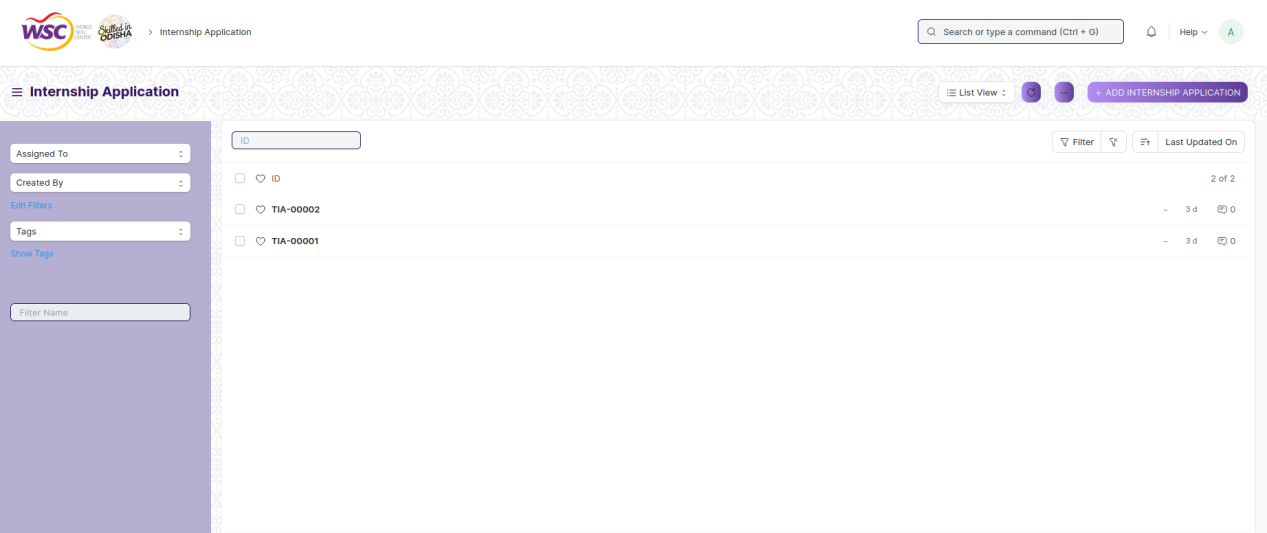 WSC WORLD SKILL CENTER Skilled in ODISHA > Internship Application Search or type a command (Ctrl + G) Help A
Internship Application List View + ADD INTERNSHIP APPLICATION
Assigned To
Created By
Edit Filters
Tags
Show Tags
Filter Name
ID Filter Last Updated On
ID 2 of 2
TIA-00002 - 3 d 0
TIA-00001 - 3 d 0